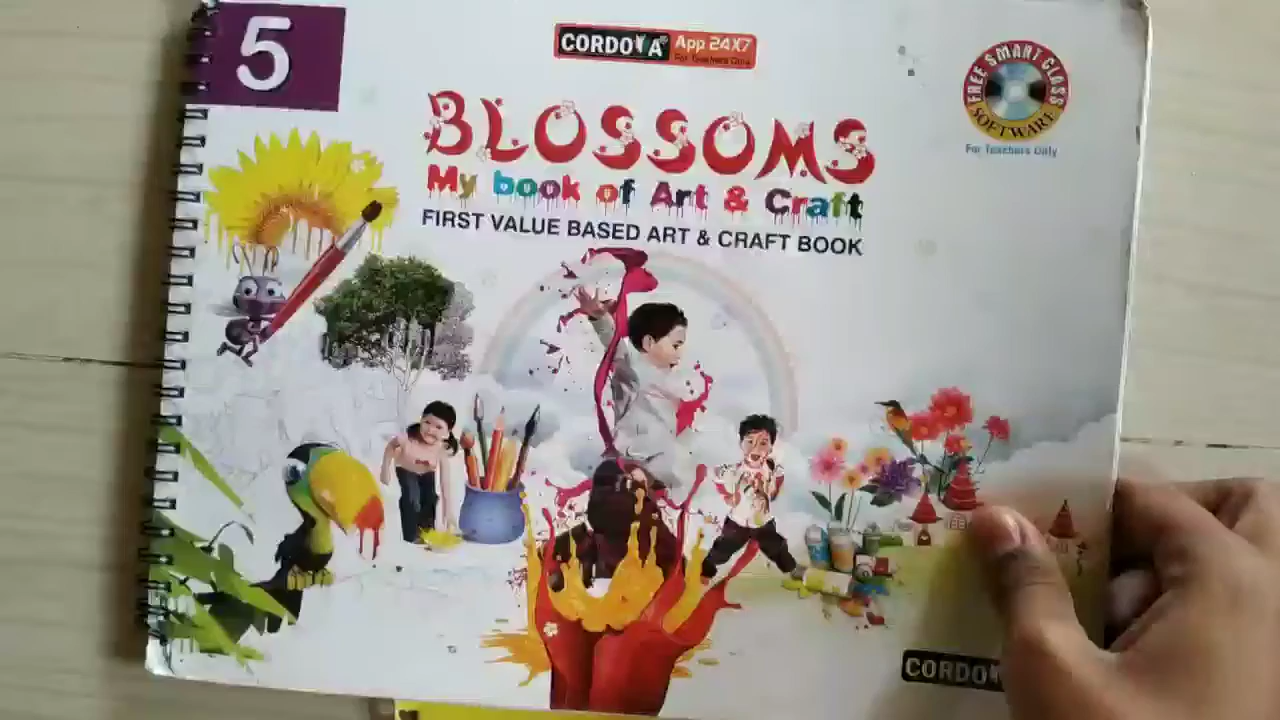 5
CORDOVA App 24X7
For Teachers Only
FREE SMART CLASS
SOFTWARE
For Teachers Only
BLOSSOMS
My book of Art & Craft
FIRST VALUE BASED ART & CRAFT BOOK
CORDO